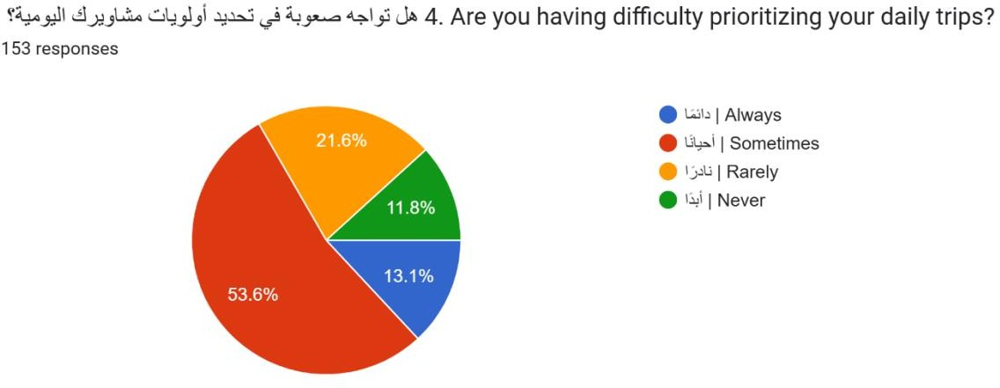 4. Are you having difficulty prioritizing your daily trips? هل تواجه صعوبة في تحديد أولويات مشاويرك اليومية؟
153 responses
21.6%
11.8%
13.1%
53.6%
دائمًا | Always
أحيانًا | Sometimes
نادرًا | Rarely
أبدًا | Never